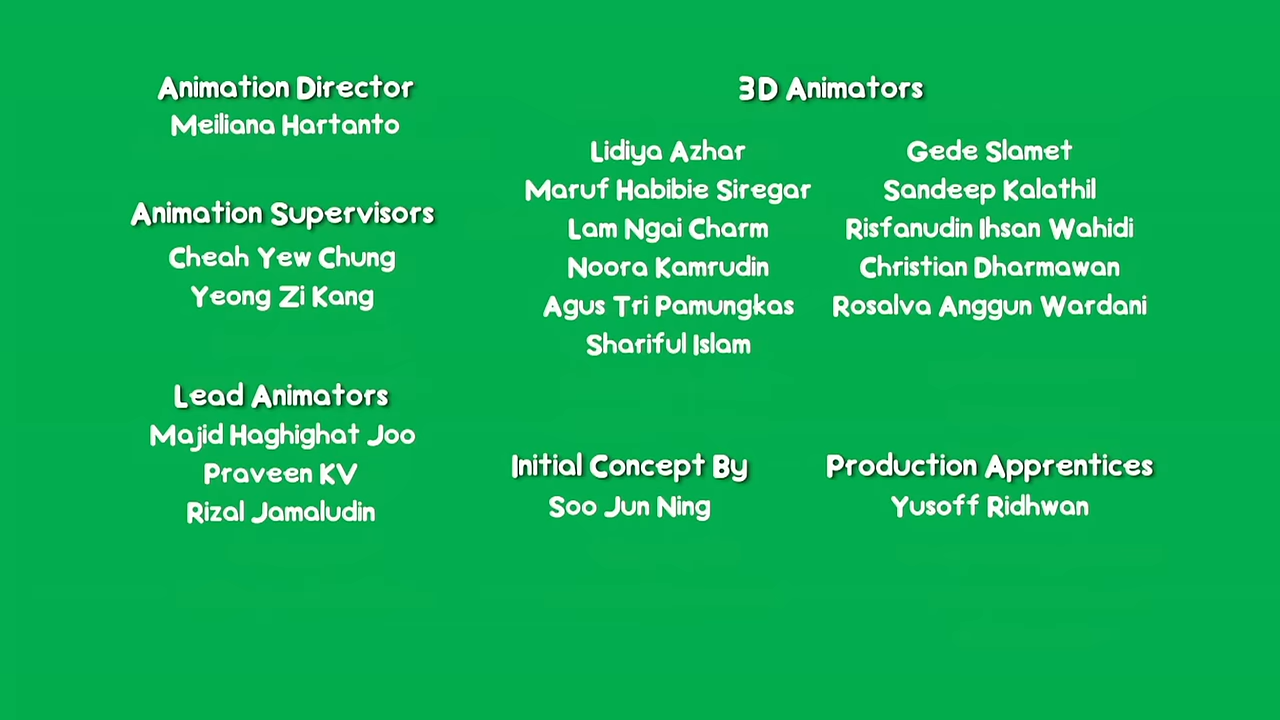 Animation Director
Meiliana Hartanto
Animation Supervisors
Cheah Yew Chung
Yeong Zi Kang
Lead Animators
Majid Haghighat Joo
Praveen KV
Rizal Jamaludin
3D Animators
Lidiya Azhar
Maruf Habibie Siregar
Lam Ngai Charm
Noora Kamrudin
Agus Tri Pamungkas
Shariful Islam
Gede Slamet
Sandeep Kalathil
Risfanudin Ihsan Wahidi
Christian Dharmawan
Rosalva Anggun Wardani
Initial Concept By
Soo Jun Ning
Production Apprentices
Yusoff Ridhwan